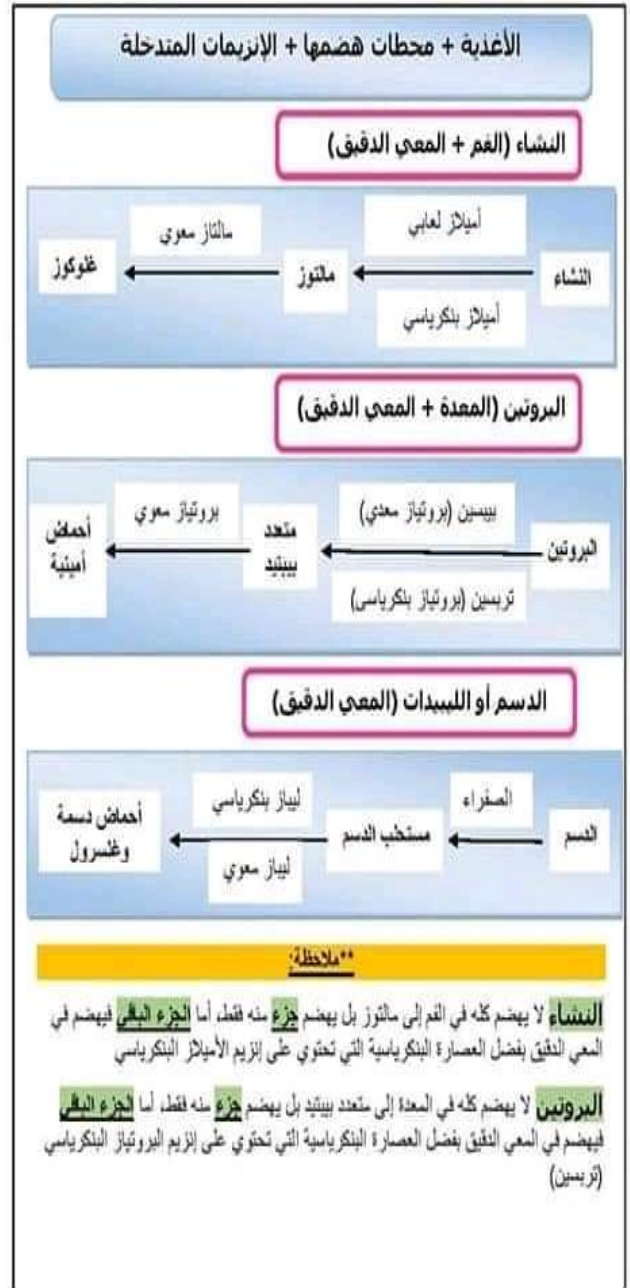 الأغذية + محطات هضمها + الإنزيمات المتدخلة
النشاء (الفم + المعي الدقيق)
النشاء
أميلاز لعابي
أميلاز بنكرياسي
مالتوز
مالتاز معوي
غلوكوز
البروتين (المعدة + المعي الدقيق)
البروتين
بيبسين (بروتياز معدي)
تربسين (بروتياز بنكرياسي)
متعدد
بيبتيد
بروتياز معوي
أحماض
أمينية
الدسم أو الليبيدات (المعي الدقيق)
الدسم
الصفراء
مستحلب الدسم
ليباز بنكرياسي
ليباز معوي
أحماض دسمة
وغلسرول
**ملاحظة:
النشاء لا يهضم كله في الفم إلى مالتوز بل يهضم جزء منه فقط، أما الجزء الباقي فيهضم في
المعي الدقيق بفضل العصارة البنكرياسية التي تحتوي على إنزيم الأميلاز البنكرياسي
البروتين لا يهضم كله في المعدة إلى متعدد بيبتيد بل يهضم جزء منه فقط، أما الجزء الباقي
فيهضم في المعي الدقيق بفضل العصارة البنكرياسية التي تحتوي على إنزيم البروتياز البنكرياسي
(تربسين)